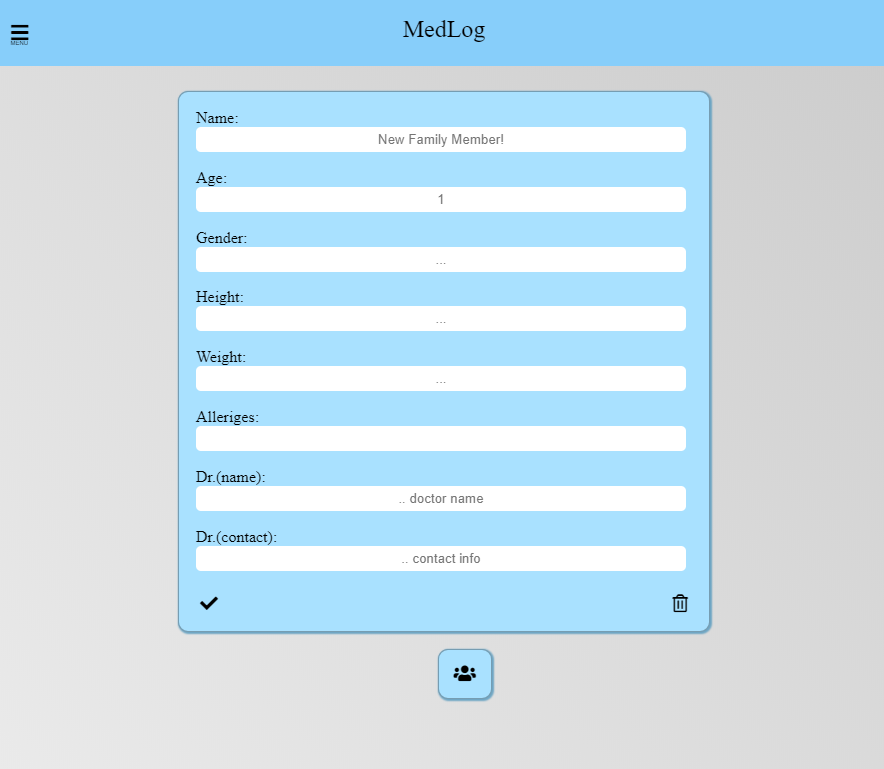 MedLog
MENU
Name:
New Family Member!
Age:
1
Gender:
...
Height:
...
Weight:
...
Alleriges:
Dr.(name):
.. doctor name
Dr.(contact):
.. contact info